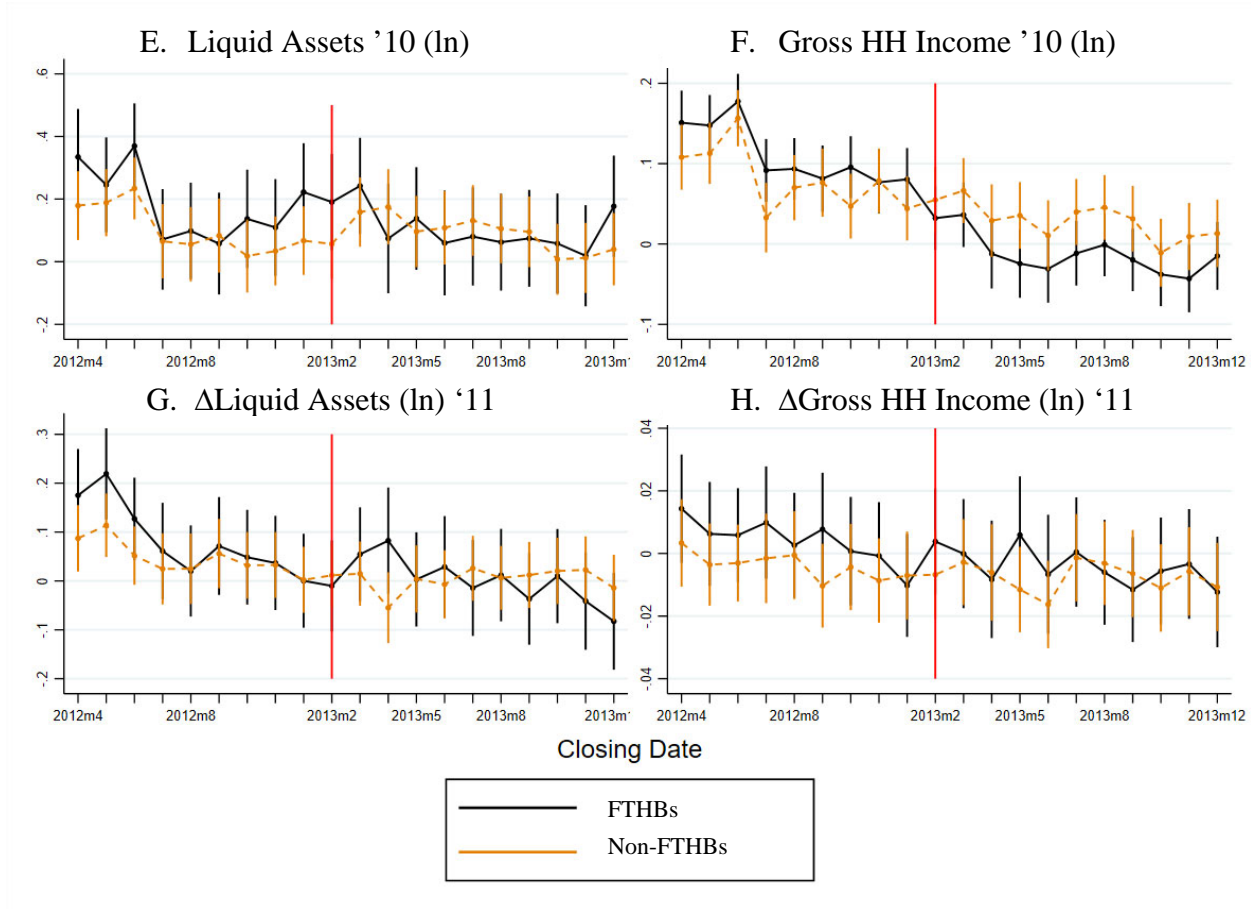 E. Liquid Assets ’10 (ln)
F. Gross HH Income ’10 (ln)
.6
.4
.2
0
-.2
2012m4 2012m8 2013m2 2013m5 2013m8 2013m1
.2
.1
0
-.1
2012m4 2012m8 2013m2 2013m5 2013m8 2013m12
G. ΔLiquid Assets (ln) ‘11
H. ΔGross HH Income (ln) ‘11
.3
.2
.1
0
-.1
-.2
2012m4 2012m8 2013m2 2013m5 2013m8 2013m1
.04
.02
0
-.02
-.04
2012m4 2012m8 2013m2 2013m5 2013m8 2013m12
Closing Date
FTHBs
Non-FTHBs